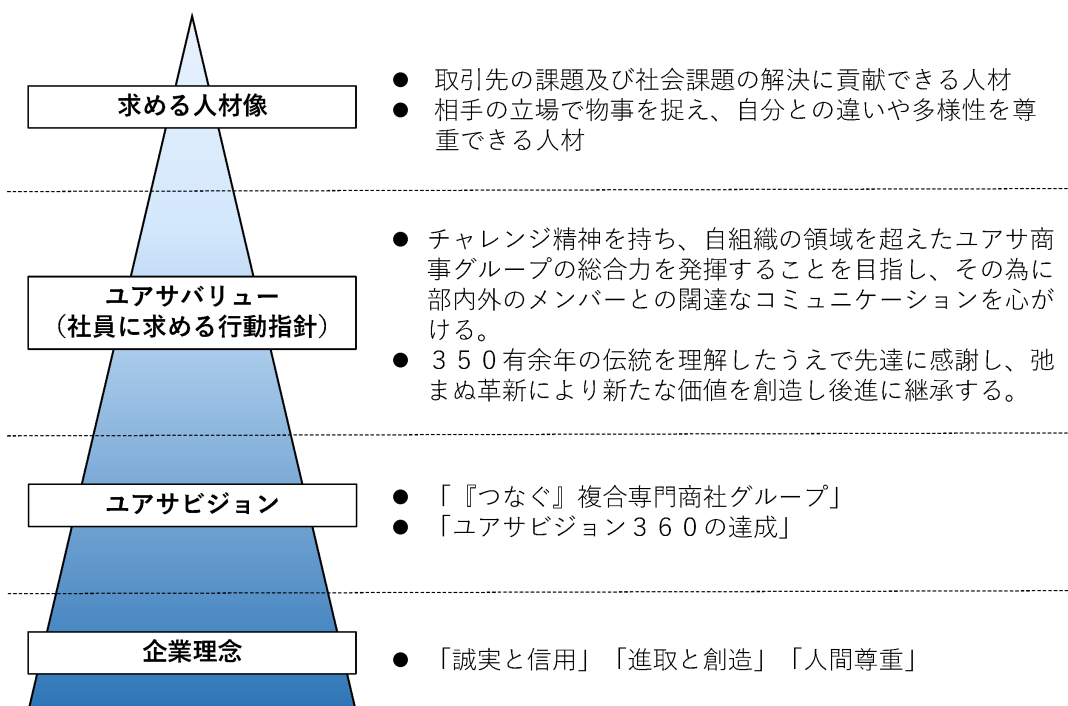 求める人材像
● 取引先の課題及び社会課題の解決に貢献できる人材
● 相手の立場で物事を捉え、自分との違いや多様性を尊
重できる人材
ユアサバリュー
（社員に求める行動指針）
● チャレンジ精神を持ち、自組織の領域を超えたユアサ商
事グループの総合力を発揮することを目指し、その為に
部内外のメンバーとの闊達なコミュニケーションを心が
ける。
● ３５０有余年の伝統を理解したうえで先達に感謝し、弛
まぬ革新により新たな価値を創造し後進に継承する。
ユアサビジョン
● 「『つなぐ』複合専門商社グループ」
● 「ユアサビジョン３６０の達成」
企業理念
● 「誠実と信用」「進取と創造」「人間尊重」